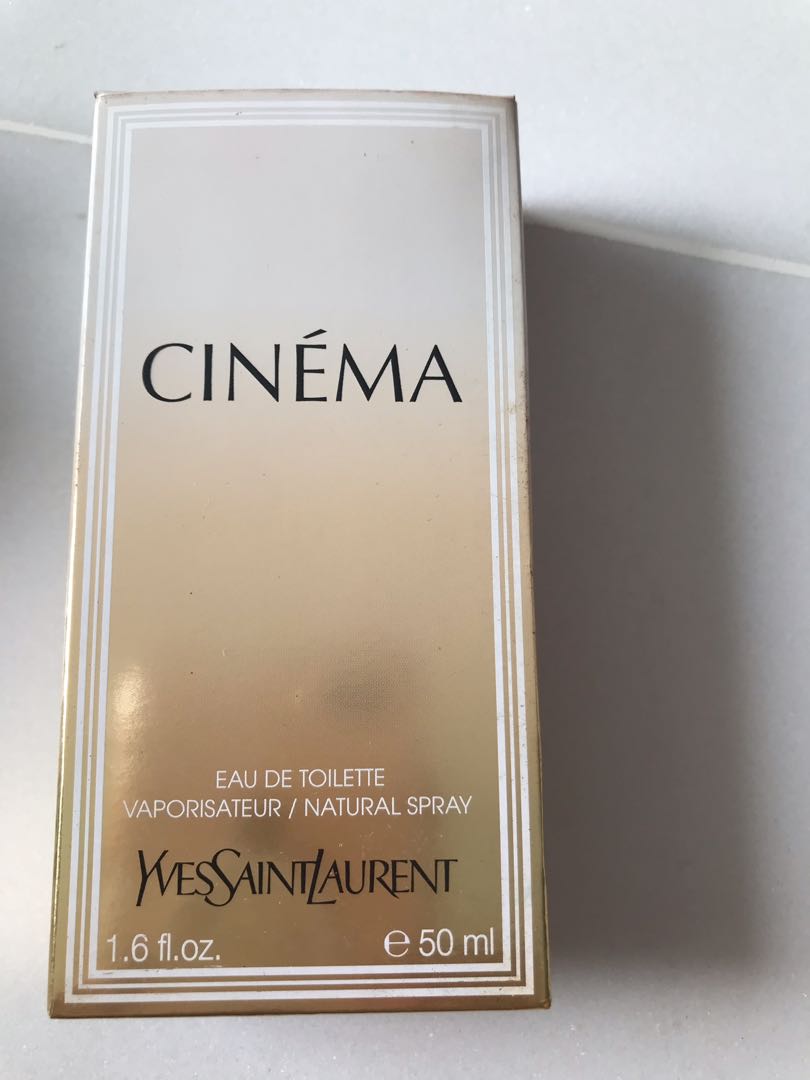 CINÉMA
EAU DE TOILETTE
VAPORISATEUR / NATURAL SPRAY
YVESSAINTLAURENT
1.6 fl.oz. ℮ 50 ml